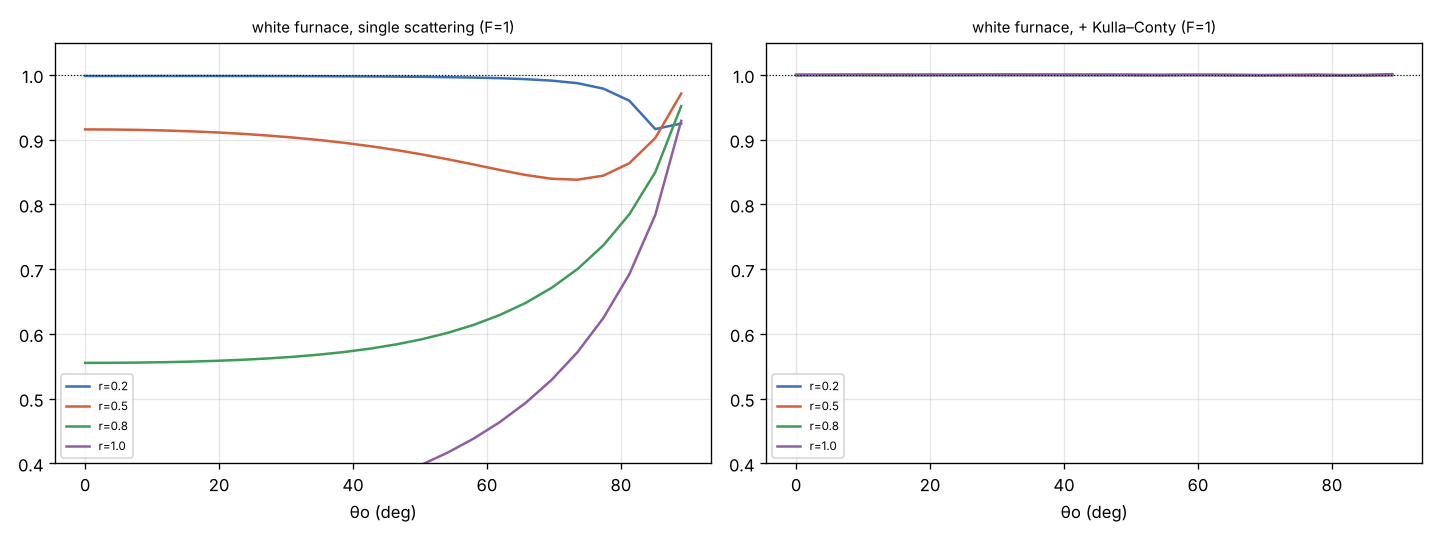 white furnace, single scattering (F=1)
1.0
0.9
0.8
0.7
0.6
0.5
0.4
r=0.2
r=0.5
r=0.8
r=1.0
0 20 40 60 80
θo (deg)
white furnace, + Kulla–Conty (F=1)
1.0
0.9
0.8
0.7
0.6
0.5
0.4
r=0.2
r=0.5
r=0.8
r=1.0
0 20 40 60 80
θo (deg)